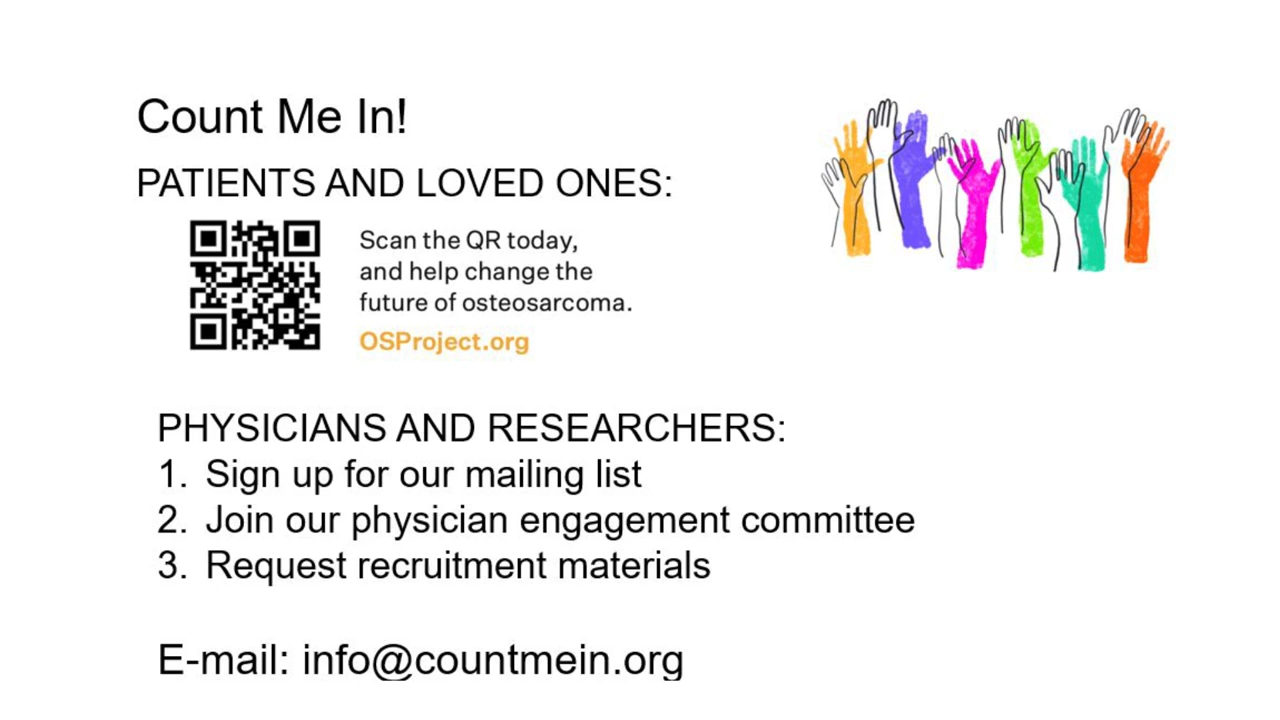 Count Me In!
PATIENTS AND LOVED ONES:
Scan the QR today,
and help change the
future of osteosarcoma.
OSProject.org
PHYSICIANS AND RESEARCHERS:
1. Sign up for our mailing list
2. Join our physician engagement committee
3. Request recruitment materials
E-mail: info@countmein.org